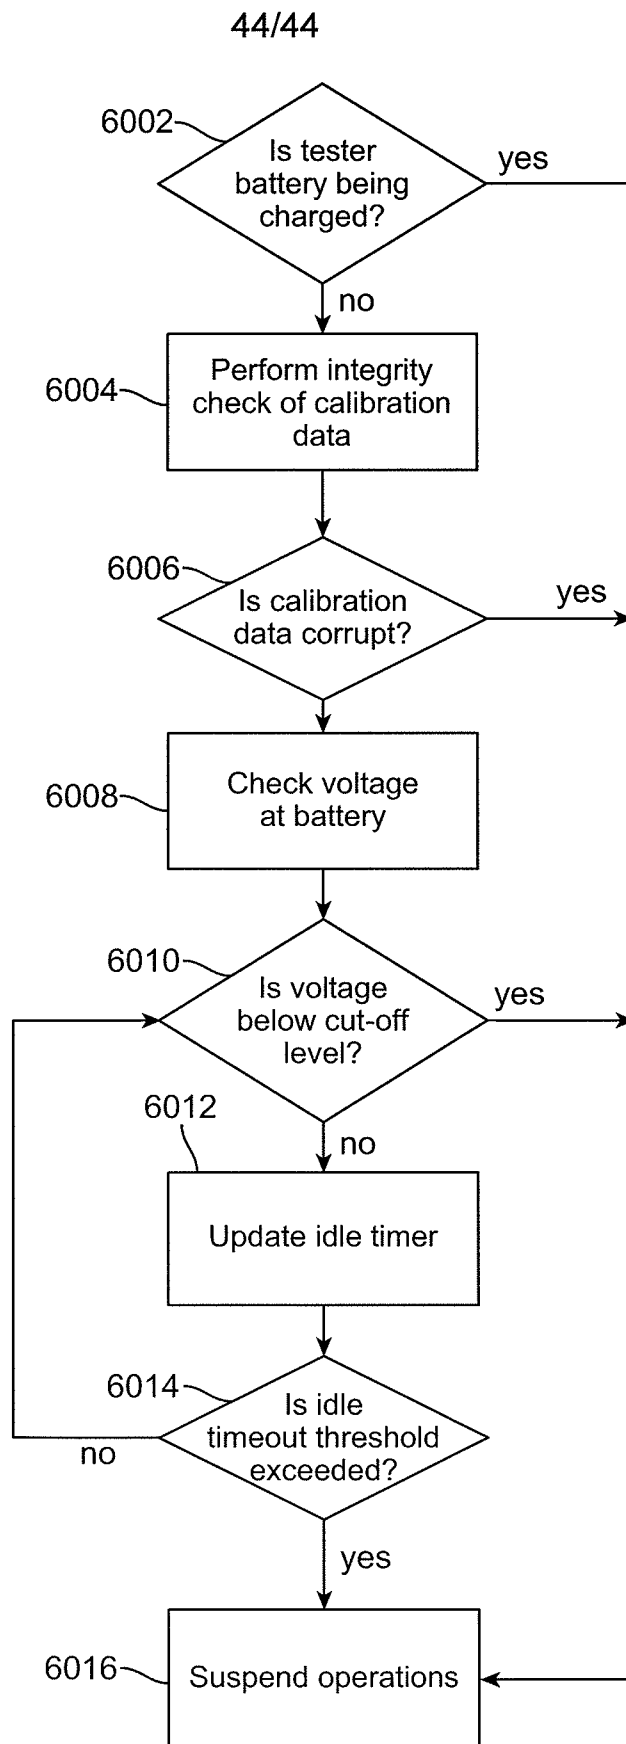 44/44
6002
Is tester
battery being
charged?
yes
no
6004
Perform integrity
check of calibration
data
6006
Is calibration
data corrupt?
yes
6008
Check voltage
at battery
6010
Is voltage
below cut-off
level?
yes
6012
no
Update idle timer
6014
Is idle
timeout threshold
exceeded?
no
yes
6016
Suspend operations